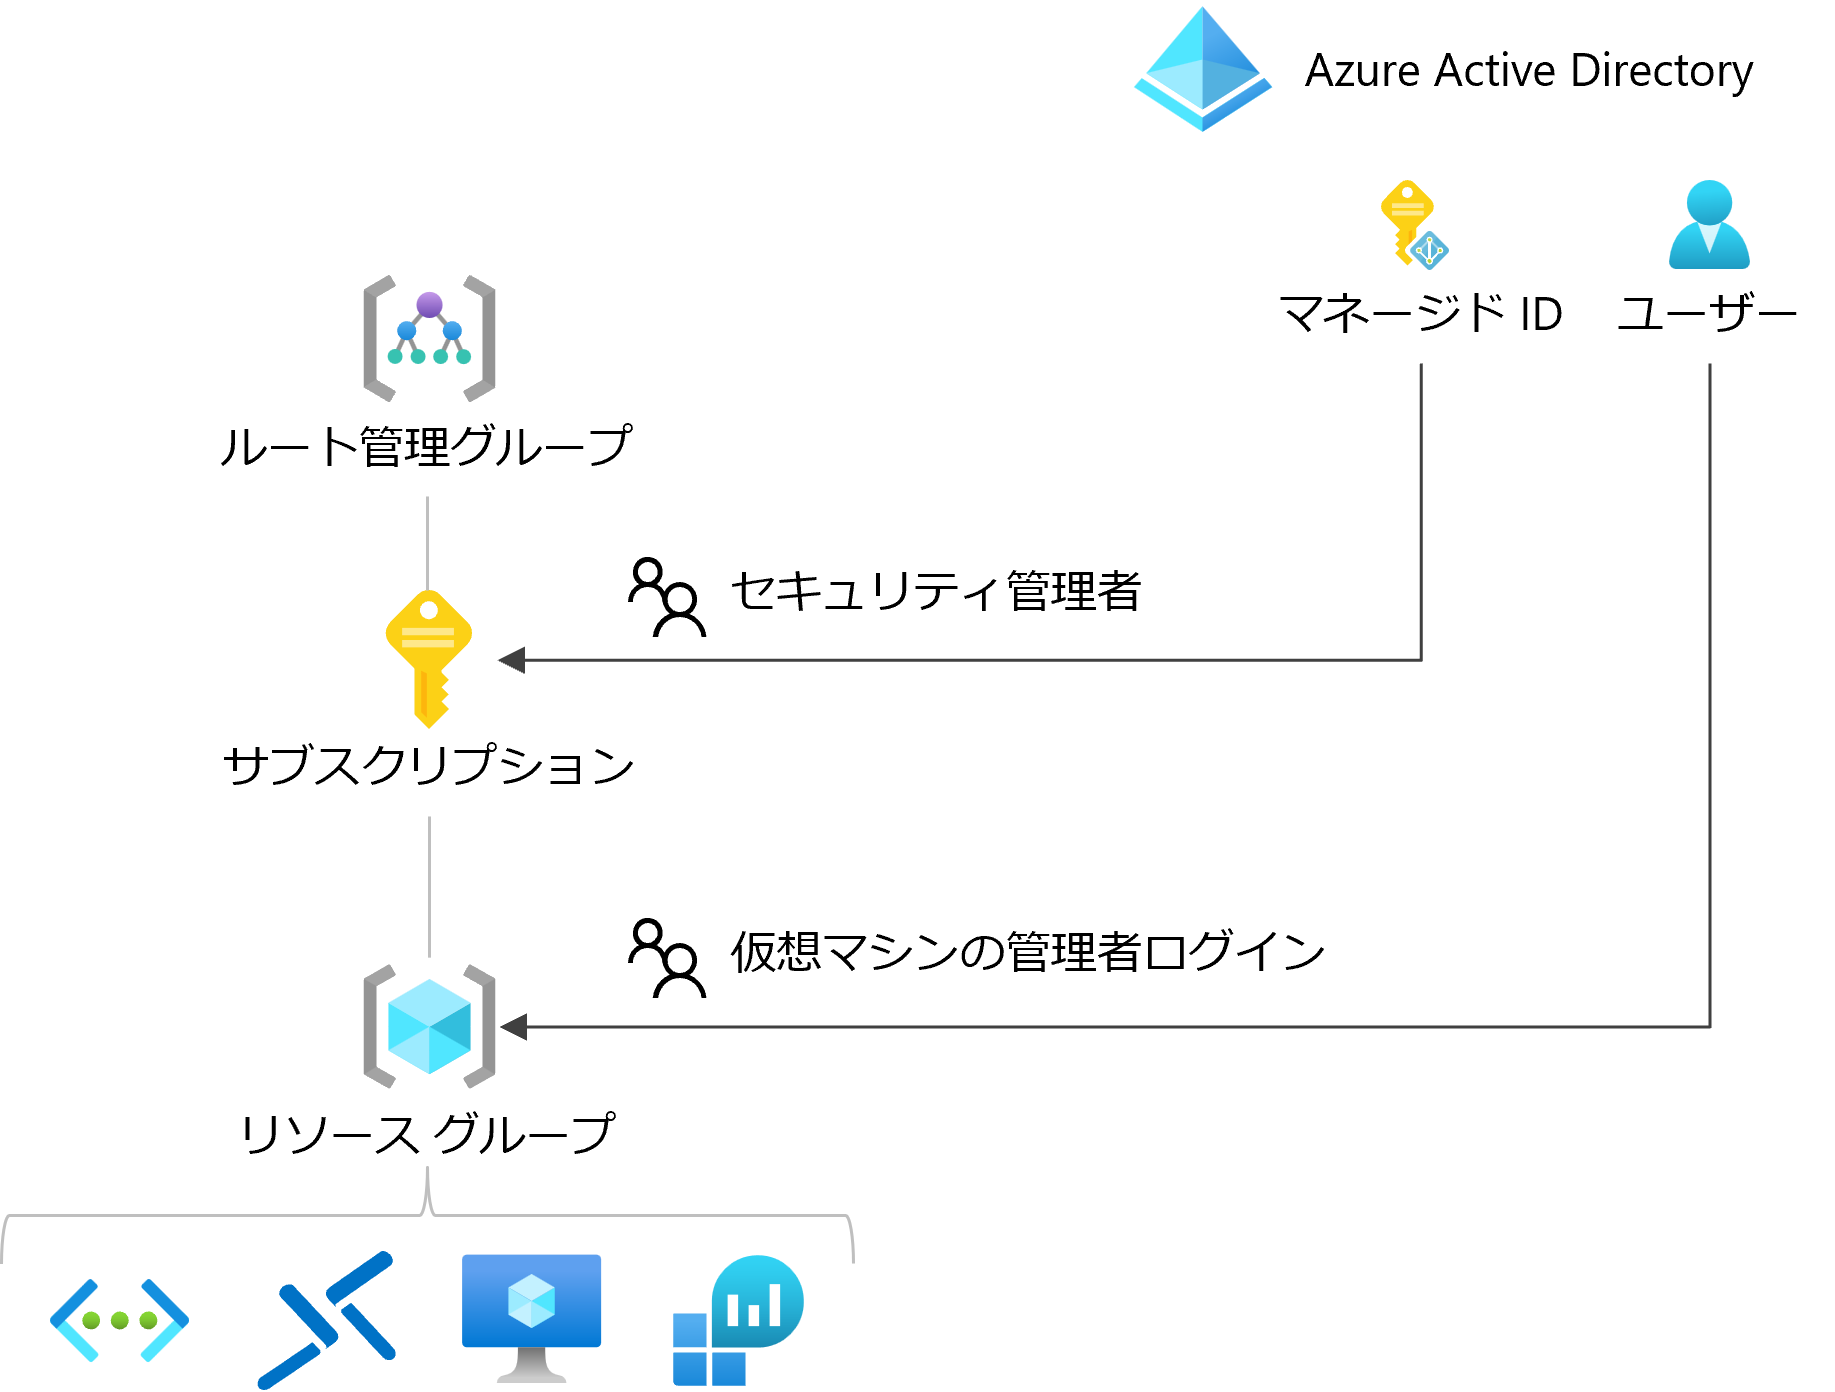 Azure Active Directory
マネージド ID
ユーザー
ルート管理グループ
セキュリティ管理者
サブスクリプション
仮想マシンの管理者ログイン
リソース グループ